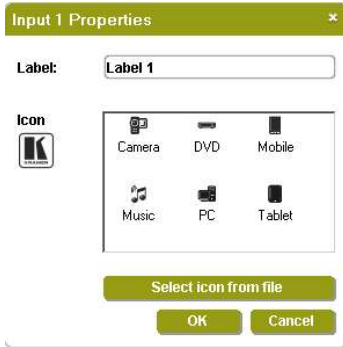 Input 1 Properties
Label: Label 1
Icon
KRAMER
Camera DVD Mobile
Music PC Tablet
Select icon from file
OK Cancel